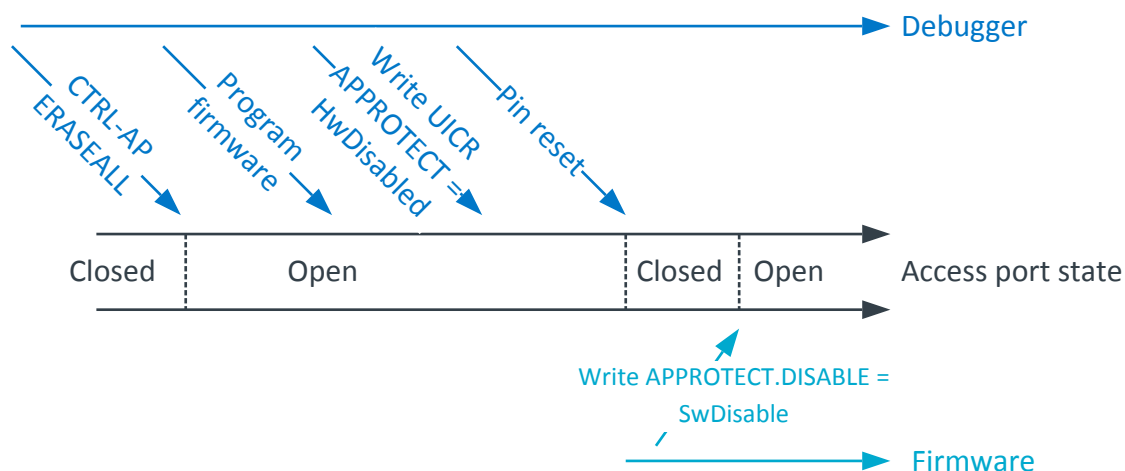 Debugger
CTRL-AP
ERASEALL
Program
firmware
Write UICR
APPROTECT =
HwDisabled
Pin reset
Closed
Open
Closed
Open
Access port state
Write APPROTECT.DISABLE =
SwDisable
Firmware